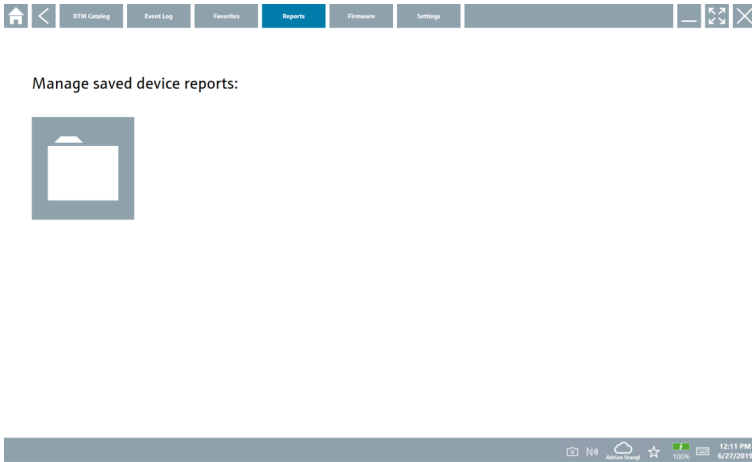 DTM Catalog
Event Log
Favorites
Reports
Firmware
Settings
Manage saved device reports:
Adrian Stangl
100%
12:11 PM
6/27/2019